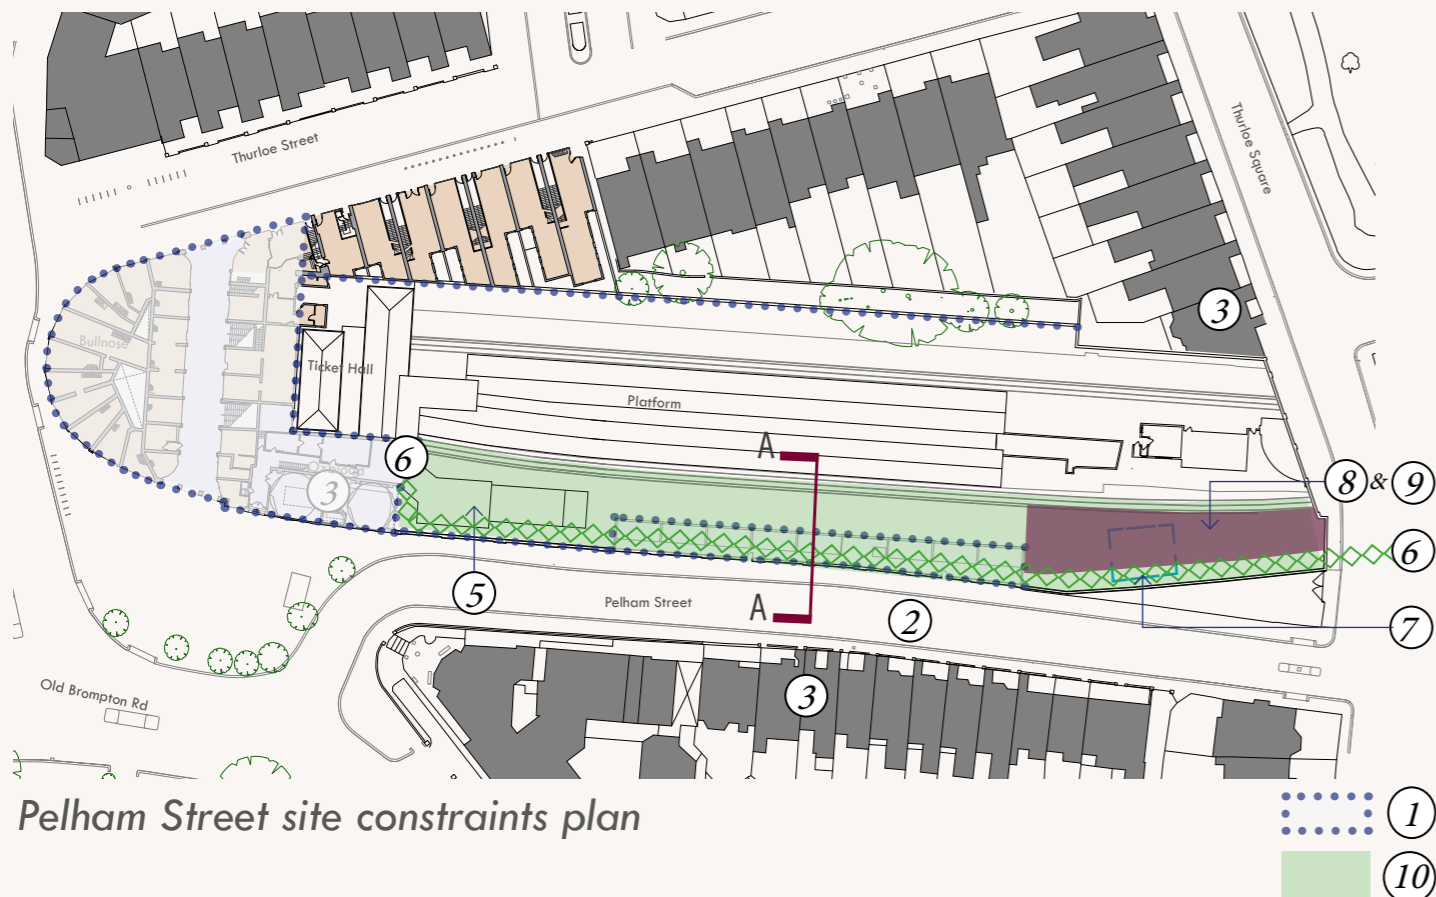 Thurloe Street
Thurloe Square
3
Bullnose
Ticket Hall
Platform
A
6
3
8 & 9
6
5
Pelham Street
A
2
7
Old Brompton Rd
3
Pelham Street site constraints plan
1
10